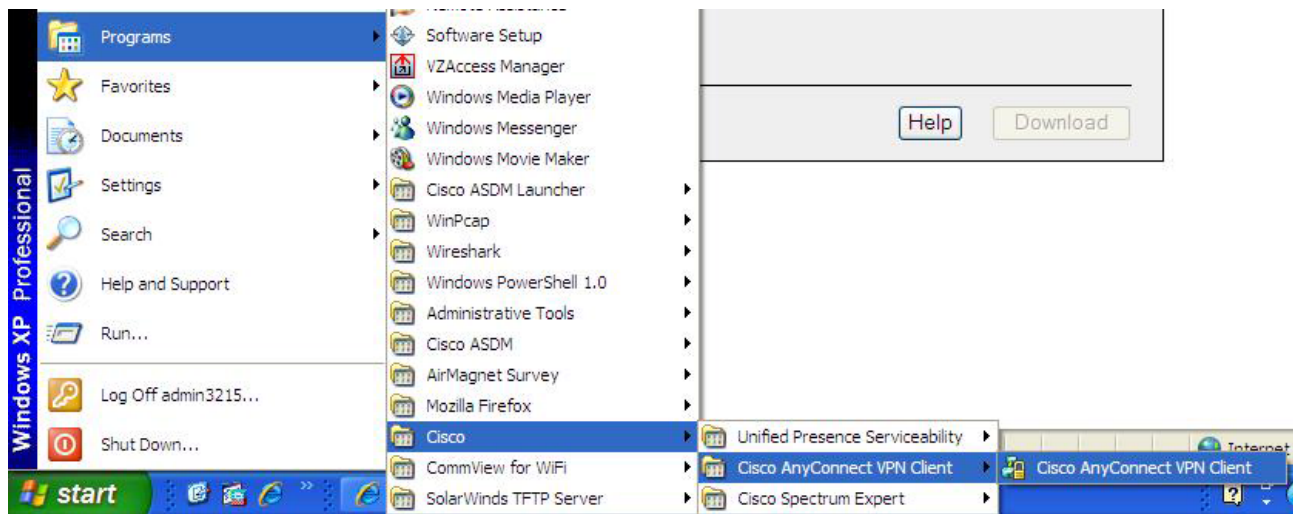 Windows XP Professional
Programs
Favorites
Documents
Settings
Search
Help and Support
Run...
Log Off admin3215...
Shut Down...
start
Remote Assistance
Software Setup
VZAccess Manager
Windows Media Player
Windows Messenger
Windows Movie Maker
Cisco ASDM Launcher
WinPcap
Wireshark
Windows PowerShell 1.0
Administrative Tools
Cisco ASDM
AirMagnet Survey
Mozilla Firefox
Cisco
CommView for WiFi
SolarWinds TFTP Server
Unified Presence Serviceability
Cisco AnyConnect VPN Client
Cisco Spectrum Expert
Cisco AnyConnect VPN Client
Help
Download
Internet